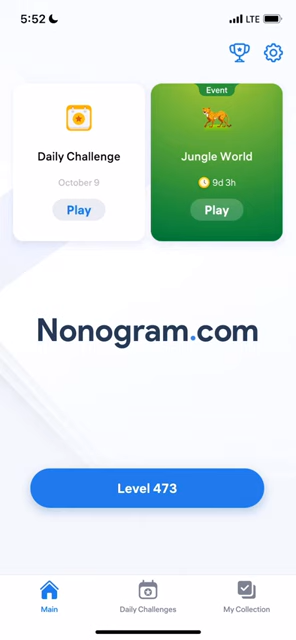 5:52
LTE
Event
Daily Challenge
Jungle World
October 9
9d 3h
Play
Play
Nonogram.com
Level 473
Main
Daily Challenges
My Collection